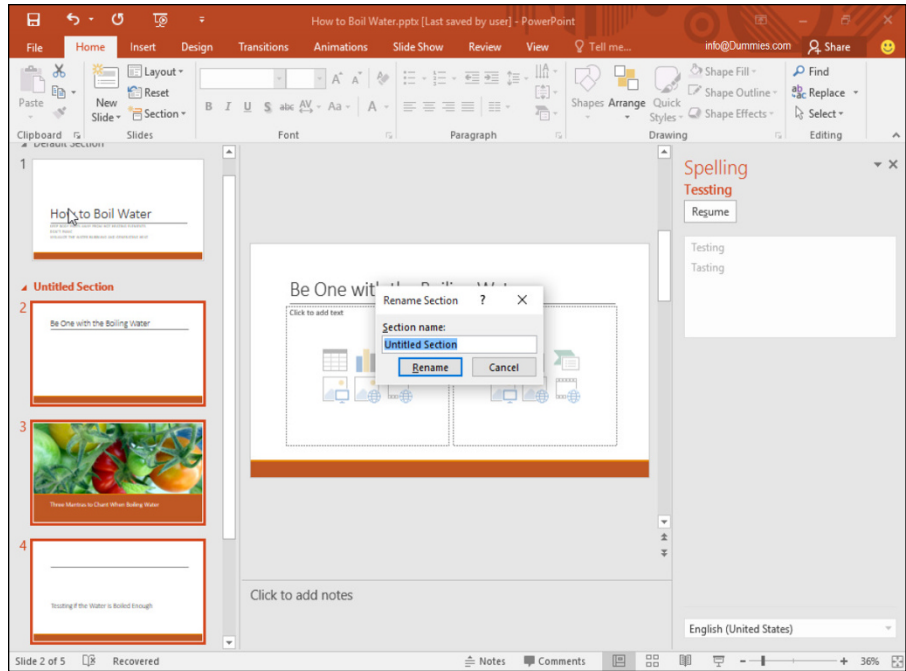 How to Boil Water.pptx [Last saved by user] - PowerPoint
File Home Insert Design Transitions Animations Slide Show Review View Tell me... info@Dummies.com Share
Paste
New Slide
Layout
Reset
Section
B I U S abc AV Aa A
Shapes Arrange Quick Styles
Shape Fill
Shape Outline
Shape Effects
Find
Replace
Select
Clipboard Slides Font Paragraph Drawing Editing
Default Section
1
How to Boil Water
Untitled Section
2
Be One with the Boiling Water
3
Three Mantras to Chant When Boiling Water
4
Tessting if the Water is Boiled Enough
Be One with the Boiling Water
Click to add text
Rename Section ? X
Section name:
Untitled Section
Rename Cancel
Click to add notes
Spelling
Tessting
Resume
Testing
Tasting
English (United States)
Slide 2 of 5 Recovered Notes Comments 36%